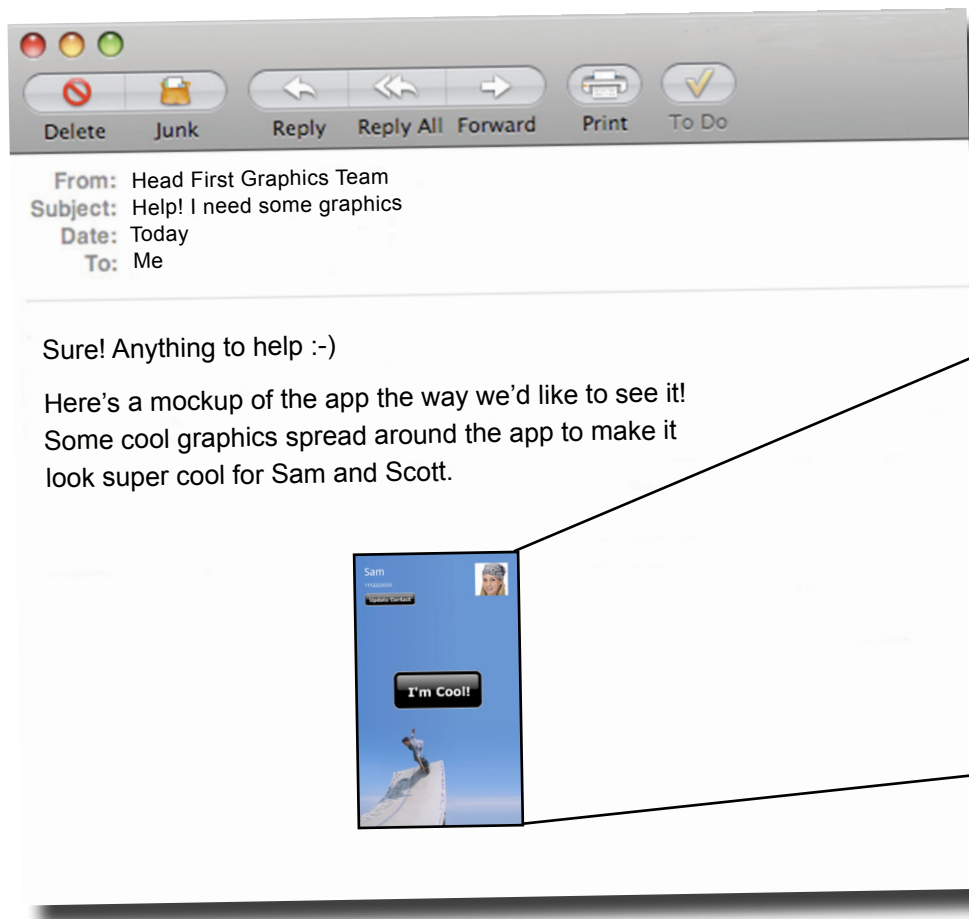 Delete Junk Reply Reply All Forward Print To Do
From: Head First Graphics Team
Subject: Help! I need some graphics
Date: Today
To: Me
Sure! Anything to help :-)
Here's a mockup of the app the way we'd like to see it!
Some cool graphics spread around the app to make it
look super cool for Sam and Scott.
Sam
Update Contact
I'm Cool!